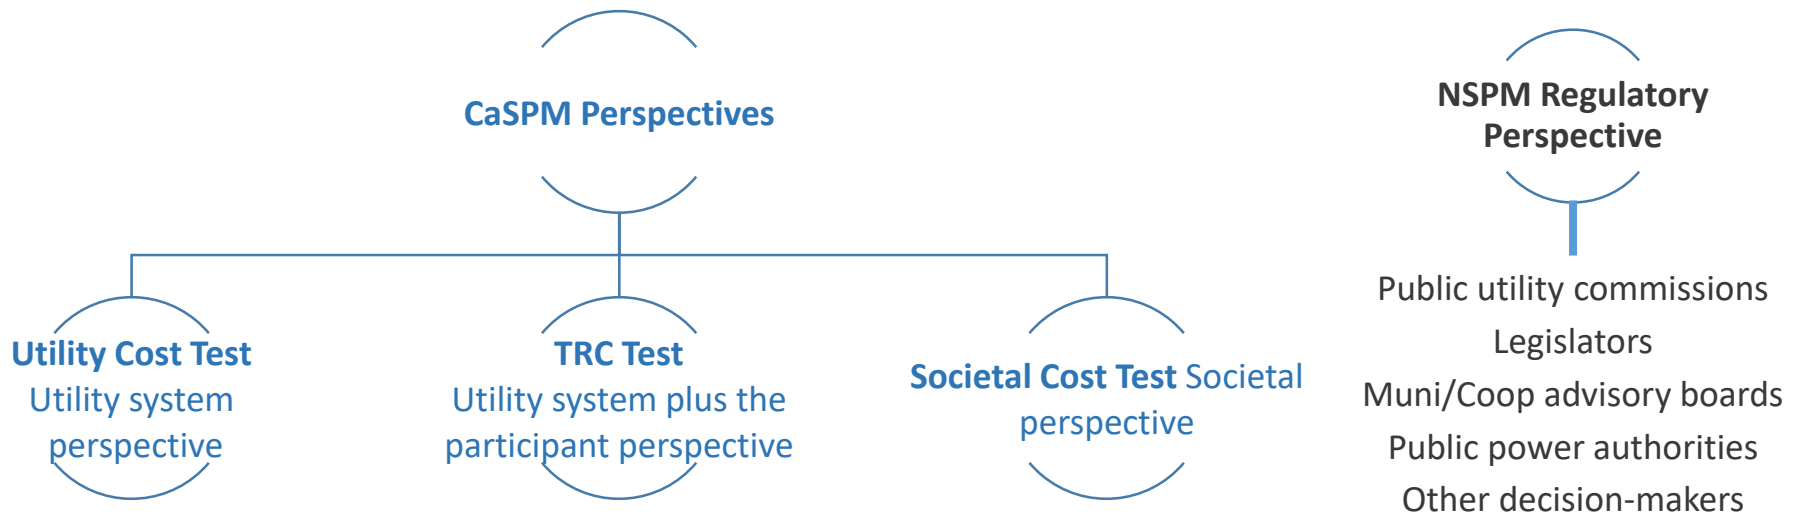 CaSPM Perspectives
Utility Cost Test
Utility system
perspective
TRC Test
Utility system plus the
participant perspective
Societal Cost Test Societal
perspective
NSPM Regulatory
Perspective
Public utility commissions
Legislators
Muni/Coop advisory boards
Public power authorities
Other decision-makers